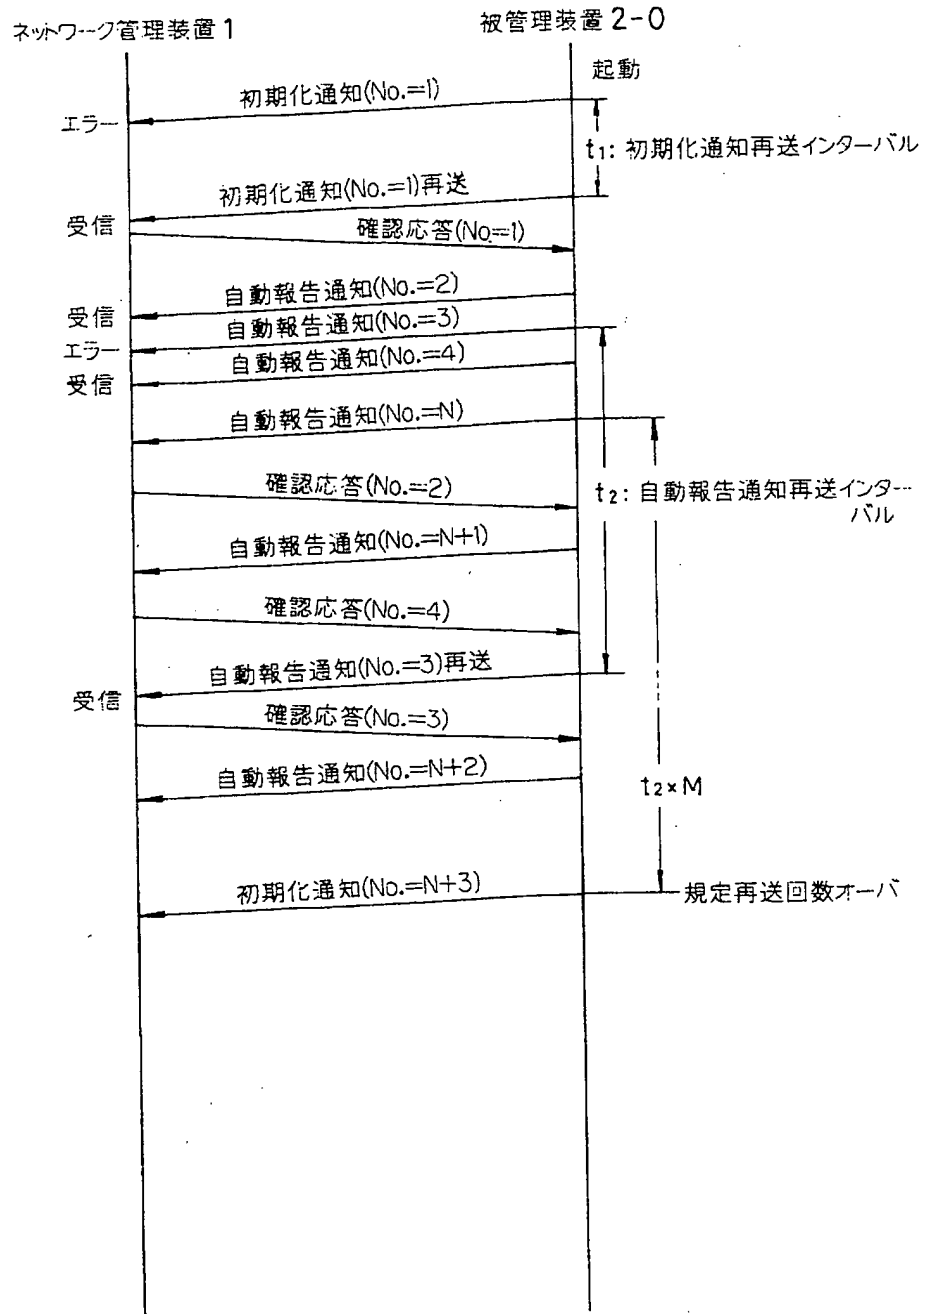 ネットワーク管理装置1
被管理装置2-0
起動
初期化通知(No.=1)
エラー
t1:初期化通知再送インターバル
初期化通知(No.=1)再送
受信
確認応答(No=1)
自動報告通知(No.=2)
受信
自動報告通知(No.=3)
エラー
自動報告通知(No.=4)
受信
自動報告通知(No.=N)
確認応答(No.=2)
t2:自動報告通知再送インター
バル
自動報告通知(No.=N+1)
確認応答(No.=4)
自動報告通知(No.=3)再送
受信
確認応答(No.=3)
自動報告通知(No.=N+2)
t2×M
初期化通知(No.=N+3)
規定再送回数オーバ